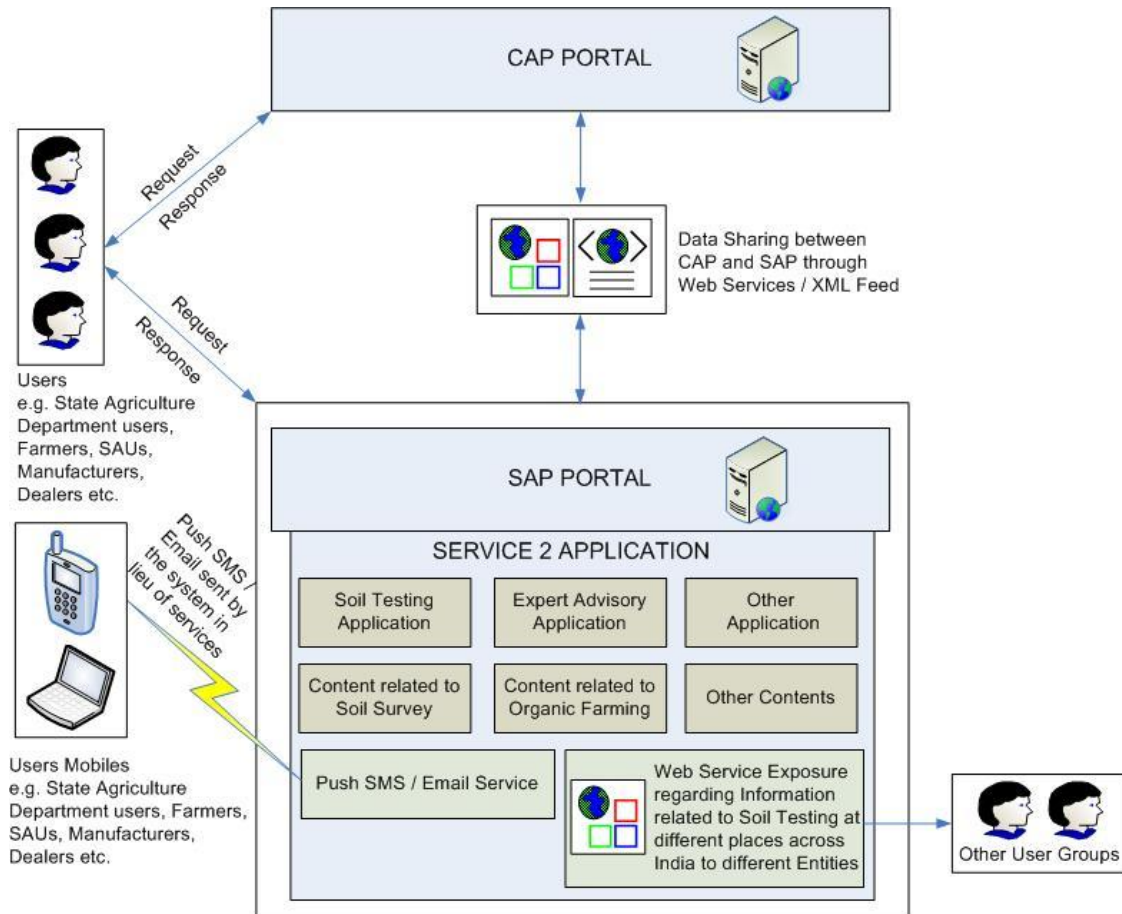 CAP PORTAL
Request
Response
Data Sharing between
CAP and SAP through
Web Services / XML Feed
Request
Response
Users
e.g. State Agriculture
Department users,
Farmers, SAUs,
Manufacturers,
Dealers etc.
SAP PORTAL
Push SMS /
Email sent by
the system in
lieu of services
SERVICE 2 APPLICATION
Soil Testing
Application
Expert Advisory
Application
Other
Application
Content related to
Soil Survey
Content related to
Organic Farming
Other Contents
Users Mobiles
e.g. State Agriculture
Department users, Farmers,
SAUs, Manufacturers,
Dealers etc.
Push SMS / Email Service
Web Service Exposure
regarding Information
related to Soil Testing at
different places across
India to different Entities
Other User Groups